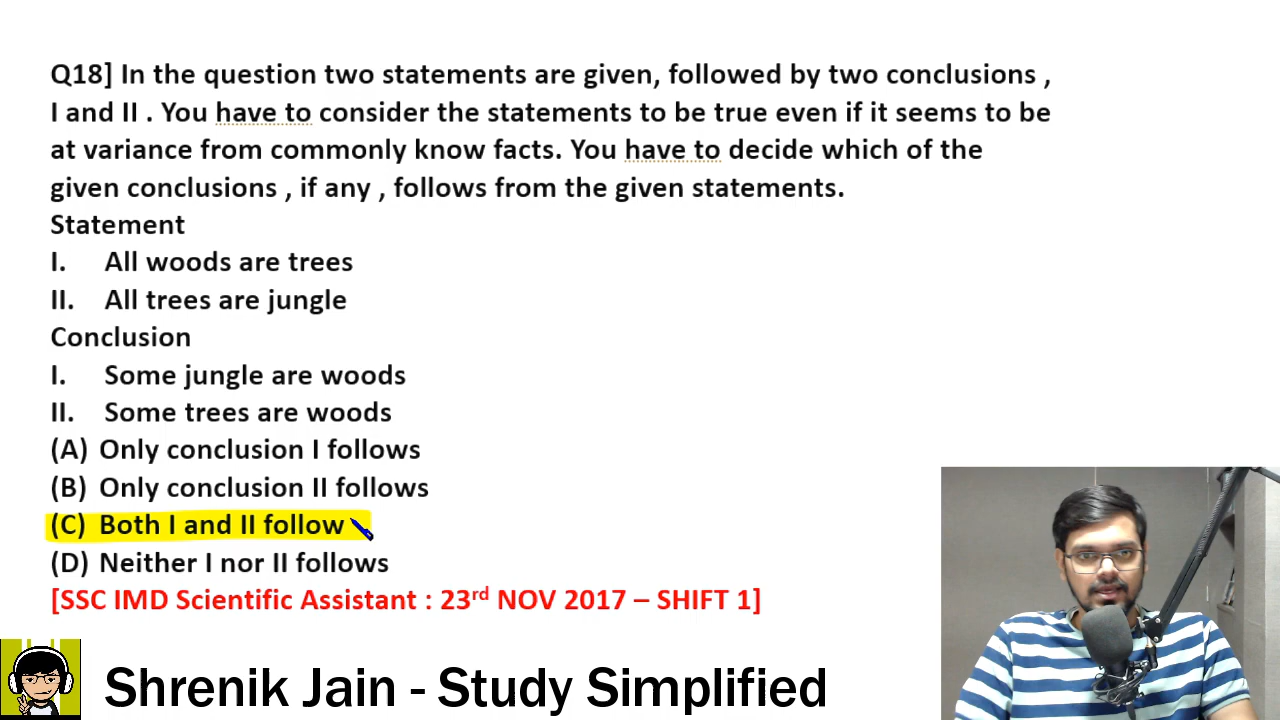 Q18] In the question two statements are given, followed by two conclusions ,
I and II . You have to consider the statements to be true even if it seems to be
at variance from commonly know facts. You have to decide which of the
given conclusions , if any , follows from the given statements.
Statement
I. All woods are trees
II. All trees are jungle
Conclusion
I. Some jungle are woods
II. Some trees are woods
(A) Only conclusion I follows
(B) Only conclusion II follows
(C) Both I and II follow
(D) Neither I nor II follows
[SSC IMD Scientific Assistant : 23rd NOV 2017 – SHIFT 1]
Shrenik Jain - Study Simplified